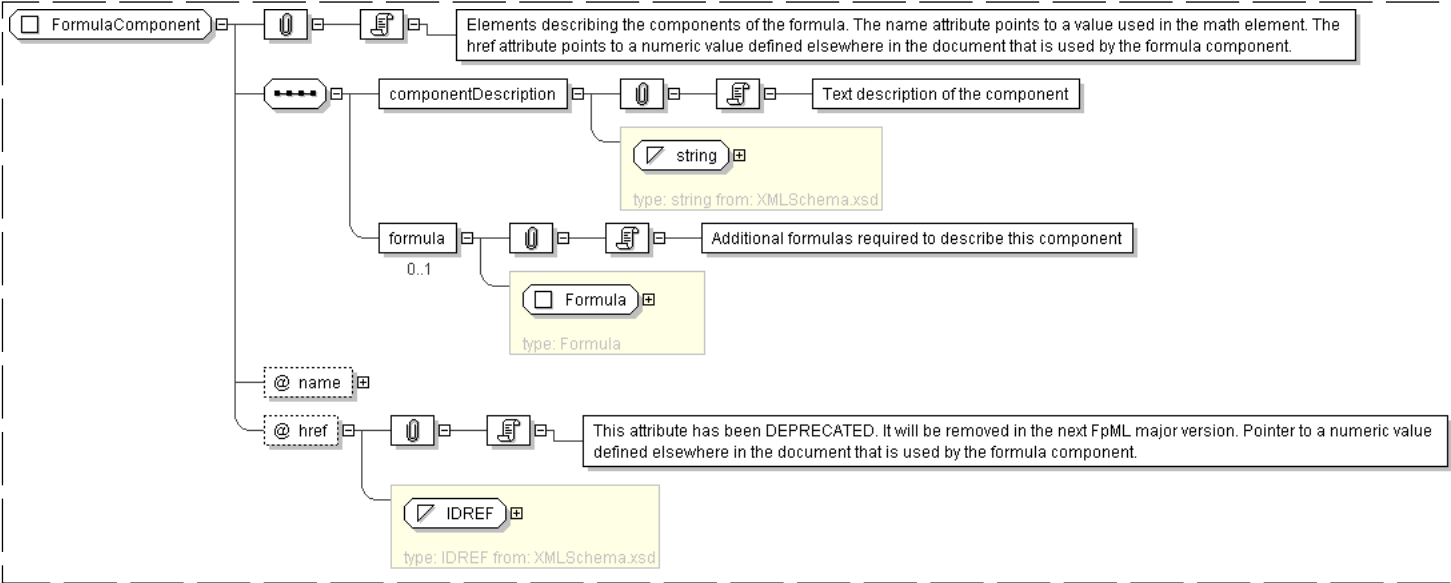 FormulaComponent
Elements describing the components of the formula. The name attribute points to a value used in the math element. The
href attribute points to a numeric value defined elsewhere in the document that is used by the formula component.
componentDescription
Text description of the component
string
type: string from: XMLSchema.xsd
formula
Additional formulas required to describe this component
0..1
Formula
type: Formula
@ name
@ href
This attribute has been DEPRECATED. It will be removed in the next FpML major version. Pointer to a numeric value
defined elsewhere in the document that is used by the formula component.
IDREF
type: IDREF from: XMLSchema.xsd